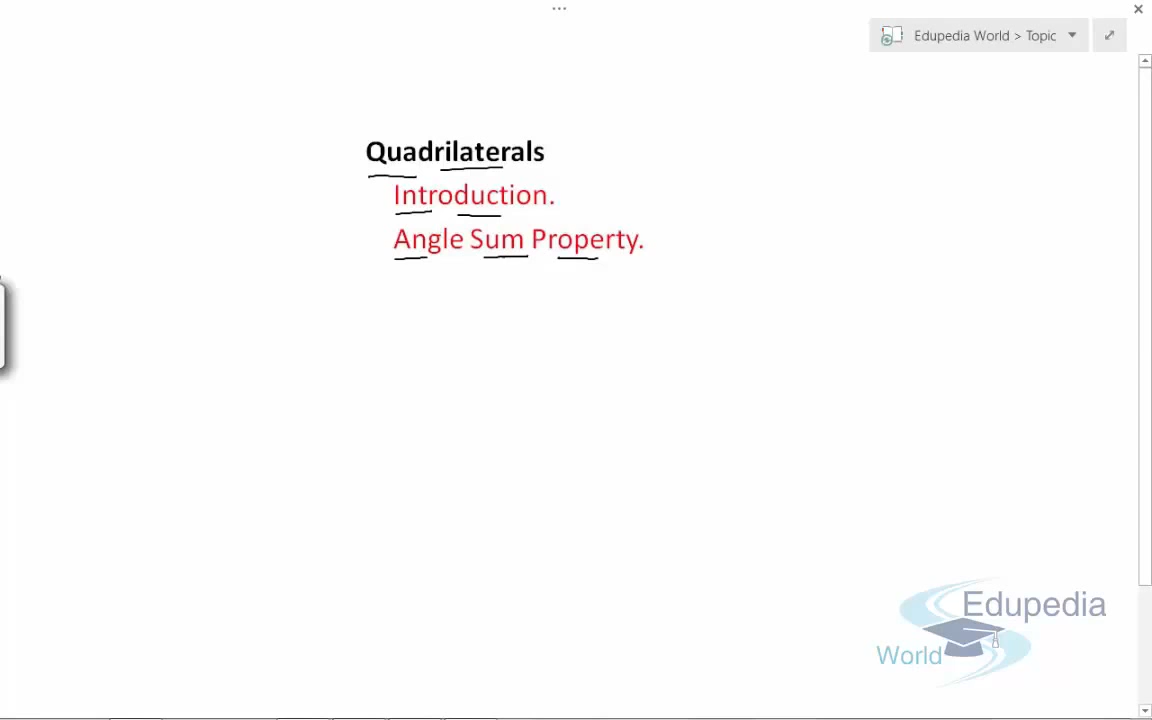 Edupedia World > Topic
Quadrilaterals
Introduction.
Angle Sum Property.
Edupedia
World